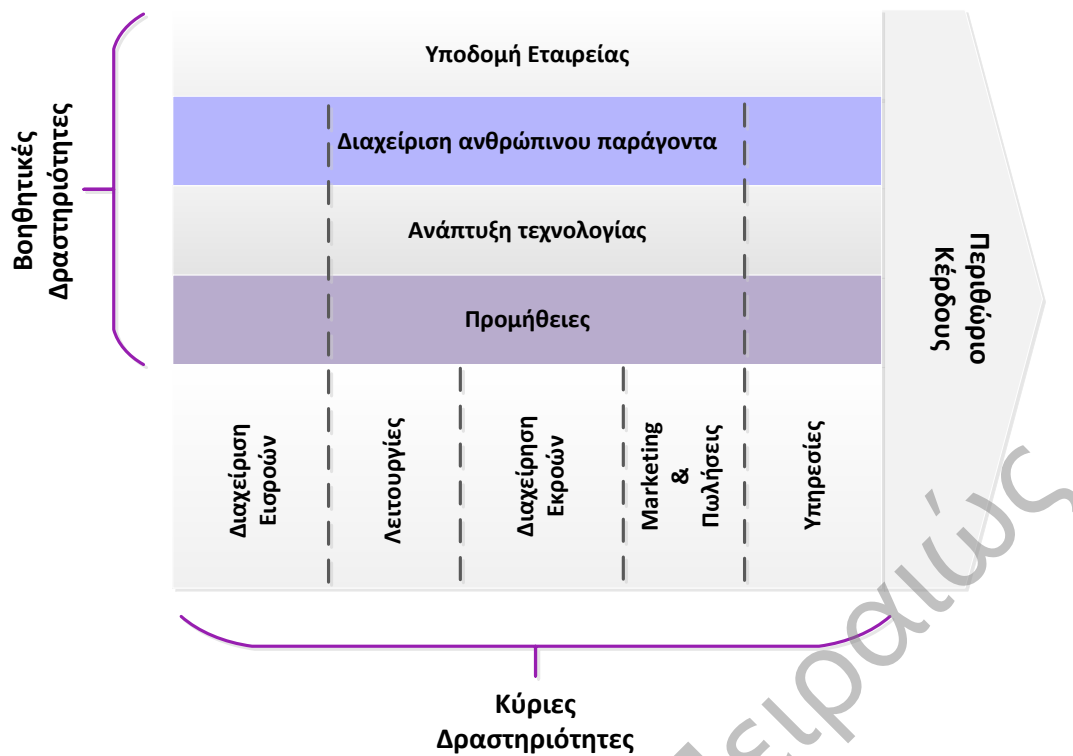 Υποδομή Εταιρείας
Διαχείριση ανθρώπινου παράγοντα
Ανάπτυξη τεχνολογίας
Προμήθειες
Βοηθητικές
Δραστηριότητες
Διαχείριση
Εισροών
Λειτουργίες
Διαχείρηση
Εκροών
Marketing
&
Πωλήσεις
Υπηρεσίες
Περιθώριο
Κέρδους
Κύριες
Δραστηριότητες